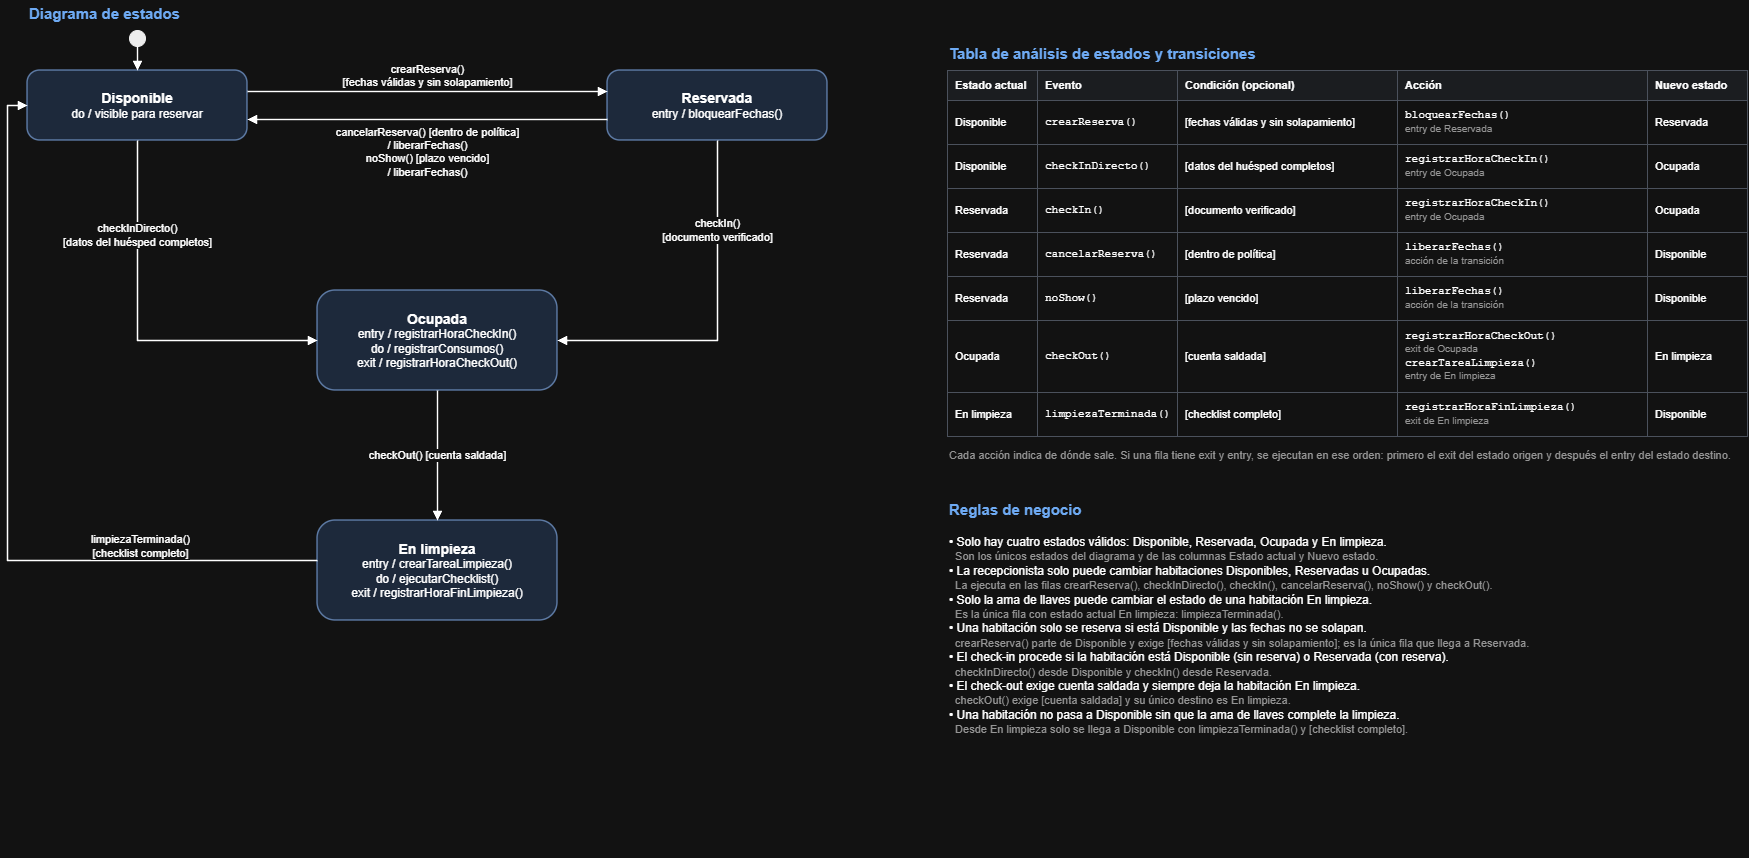 Diagrama de estados
crearReserva()
[fechas válidas y sin solapamiento]
Disponible
do / visible para reservar
Reservada
entry / bloquearFechas()
cancelarReserva() [dentro de política]
/ liberarFechas()
noShow() [plazo vencido]
/ liberarFechas()
checkInDirecto()
[datos del huésped completos]
checkIn()
[documento verificado]
Ocupada
entry / registrarHoraCheckIn()
do / registrarConsumos()
exit / registrarHoraCheckOut()
checkOut() [cuenta saldada]
limpiezaTerminada()
[checklist completo]
En limpieza
entry / crearTareaLimpieza()
do / ejecutarChecklist()
exit / registrarHoraFinLimpieza()
Tabla de análisis de estados y transiciones
Estado actual Evento Condición (opcional) Acción Nuevo estado
Disponible crearReserva() [fechas válidas y sin solapamiento] bloquearFechas() Reservada
entry de Reservada
Disponible checkInDirecto() [datos del huésped completos] registrarHoraCheckIn() Ocupada
entry de Ocupada
Reservada checkIn() [documento verificado] registrarHoraCheckIn() Ocupada
entry de Ocupada
Reservada cancelarReserva() [dentro de política] liberarFechas() Disponible
acción de la transición
Reservada noShow() [plazo vencido] liberarFechas() Disponible
acción de la transición
Ocupada checkOut() [cuenta saldada] registrarHoraCheckOut() En limpieza
exit de Ocupada
crearTareaLimpieza()
entry de En limpieza
En limpieza limpiezaTerminada() [checklist completo] registrarHoraFinLimpieza() Disponible
exit de En limpieza
Cada acción indica de dónde sale. Si una fila tiene exit y entry, se ejecutan en ese orden: primero el exit del estado origen y después el entry del estado destino.
Reglas de negocio
• Solo hay cuatro estados válidos: Disponible, Reservada, Ocupada y En limpieza.
Son los únicos estados del diagrama y de las columnas Estado actual y Nuevo estado.
• La recepcionista solo puede cambiar habitaciones Disponibles, Reservadas u Ocupadas.
La ejecuta en las filas crearReserva(), checkInDirecto(), checkIn(), cancelarReserva(), noShow() y checkOut().
• Solo la ama de llaves puede cambiar el estado de una habitación En limpieza.
Es la única fila con estado actual En limpieza: limpiezaTerminada().
• Una habitación solo se reserva si está Disponible y las fechas no se solapan.
crearReserva() parte de Disponible y exige [fechas válidas y sin solapamiento]; es la única fila que llega a Reservada.
• El check-in procede si la habitación está Disponible (sin reserva) o Reservada (con reserva).
checkInDirecto() desde Disponible y checkIn() desde Reservada.
• El check-out exige cuenta saldada y siempre deja la habitación En limpieza.
checkOut() exige [cuenta saldada] y su único destino es En limpieza.
• Una habitación no pasa a Disponible sin que la ama de llaves complete la limpieza.
Desde En limpieza solo se llega a Disponible con limpiezaTerminada() y [checklist completo].